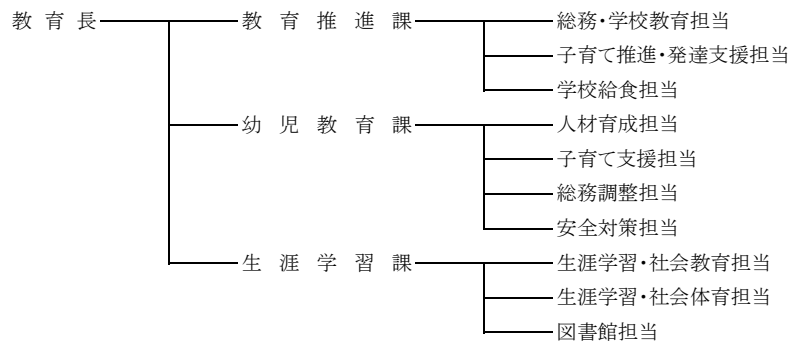 教育長 教育推進課 総務・学校教育担当
子育て推進・発達支援担当
学校給食担当
幼児教育課 人材育成担当
子育て支援担当
総務調整担当
安全対策担当
生涯学習課 生涯学習・社会教育担当
生涯学習・社会体育担当
図書館担当